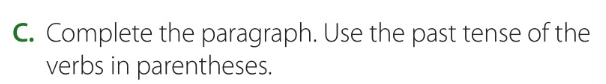 C. Complete the paragraph. Use the past tense of the
verbs in parentheses.